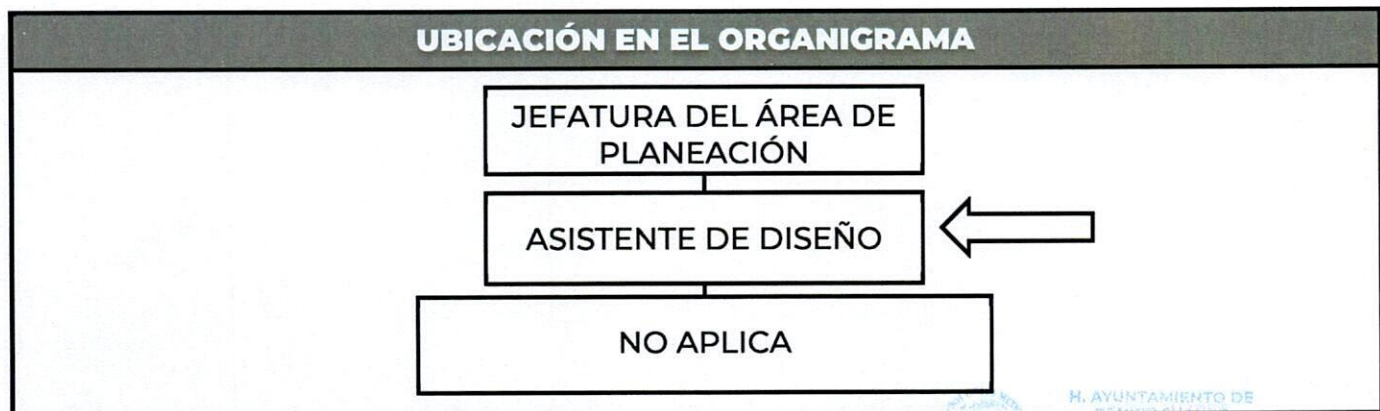 UBICACIÓN EN EL ORGANIGRAMA
JEFATURA DEL ÁREA DE
PLANEACIÓN
ASISTENTE DE DISEÑO
NO APLICA
H. AYUNTAMIENTO DE